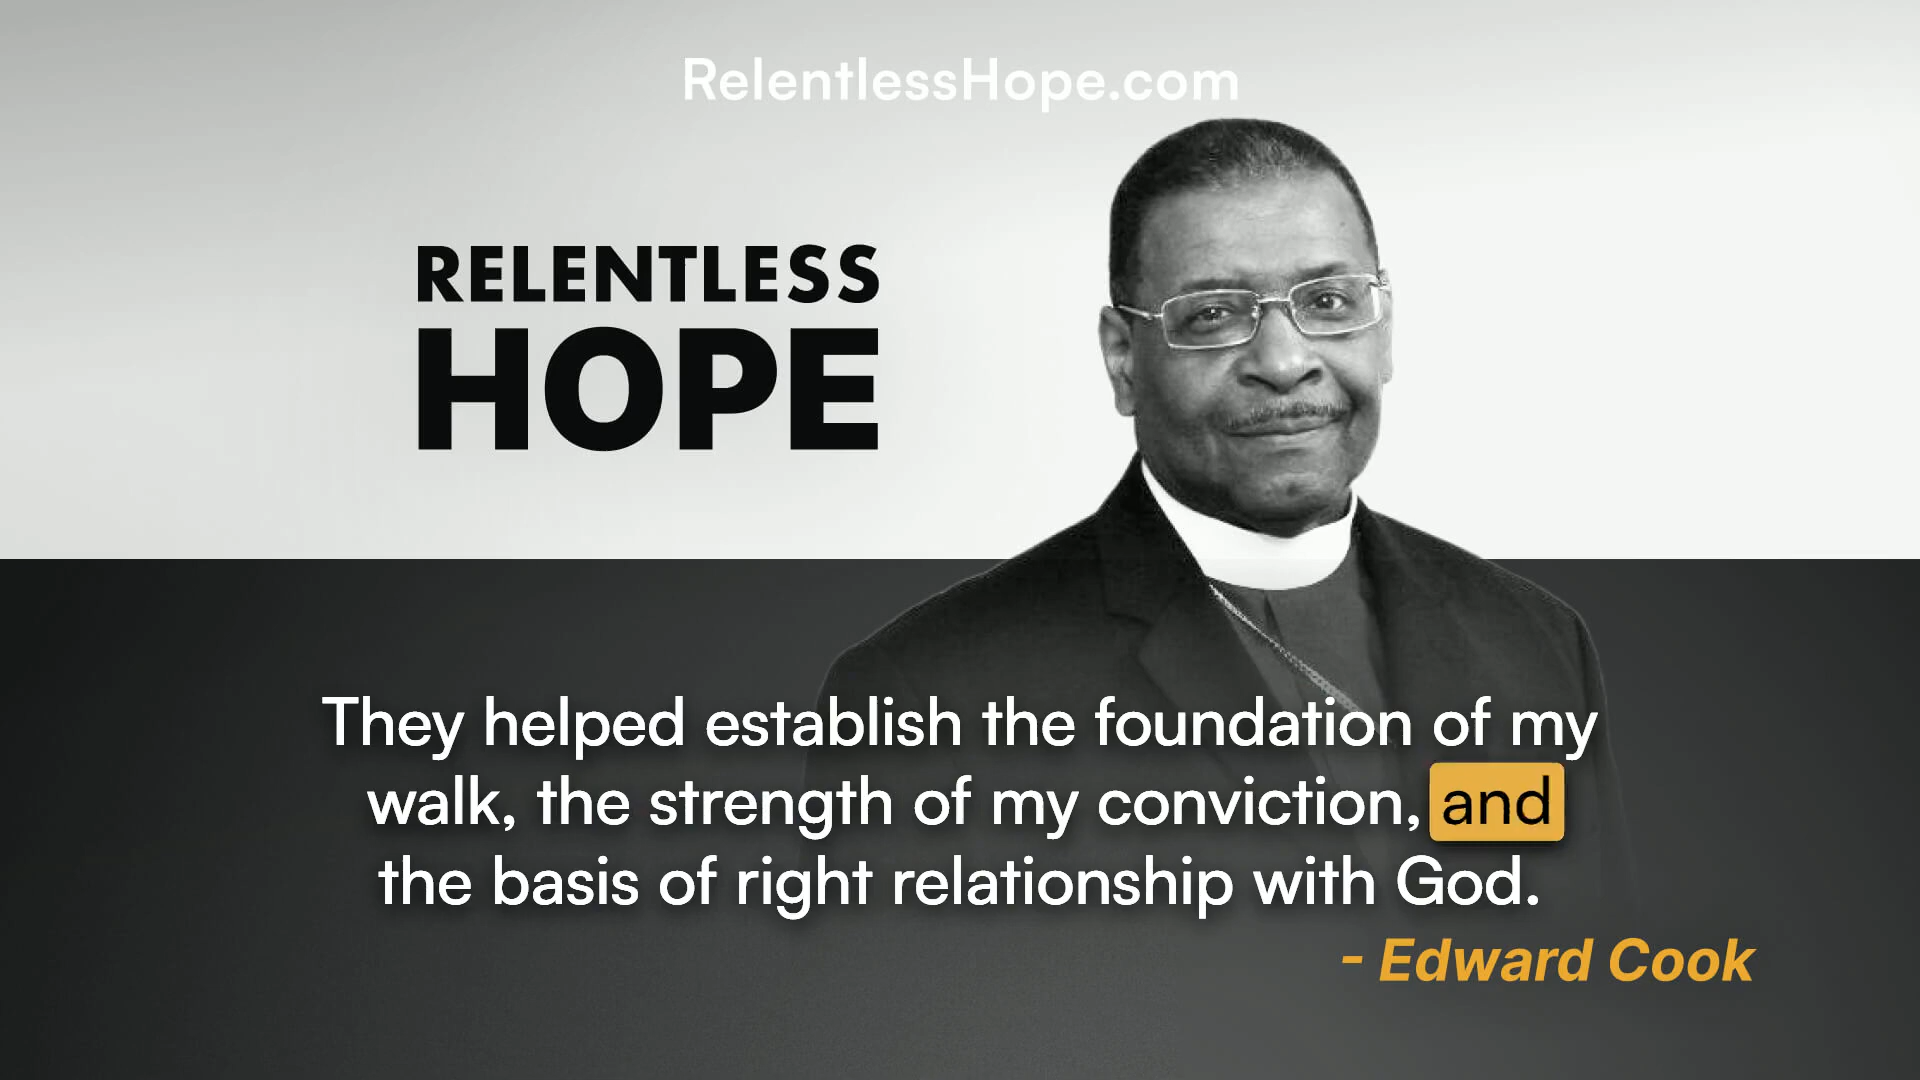 RelentlessHope.com
RELENTLESS
HOPE
They helped establish the foundation of my
walk, the strength of my conviction, and
the basis of right relationship with God.
- Edward Cook